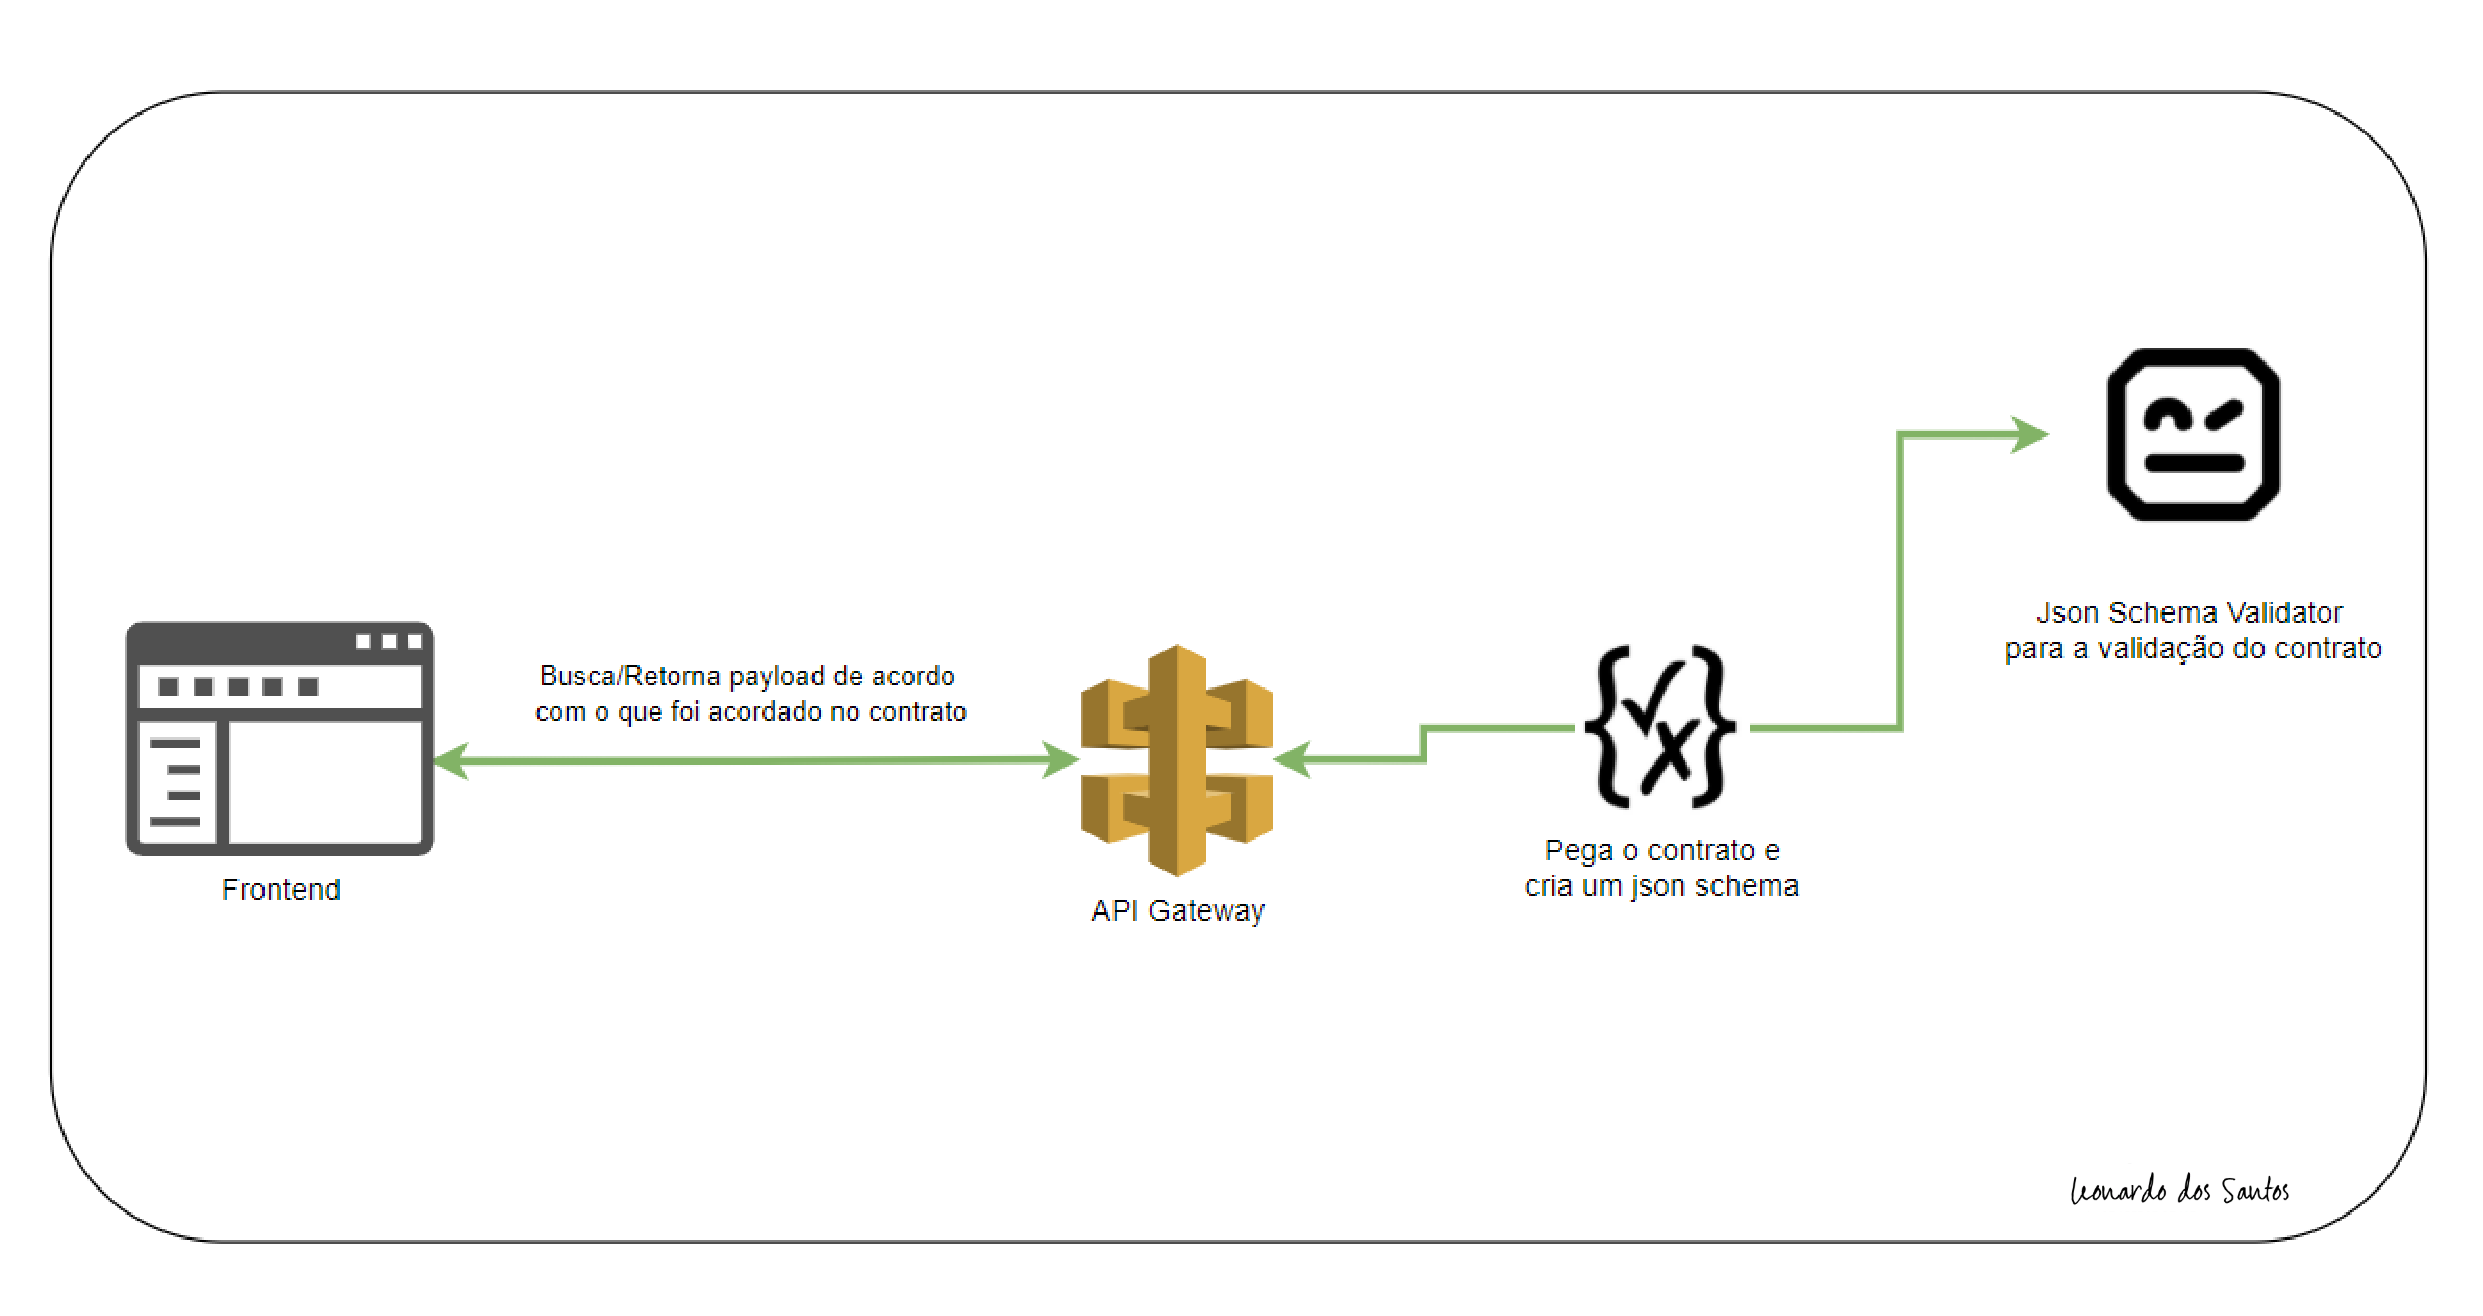 Busca/Retorna payload de acordo
com o que foi acordado no contrato
Frontend
API Gateway
Pega o contrato e
cria um json schema
Json Schema Validator
para a validação do contrato
Leonardo dos Santos